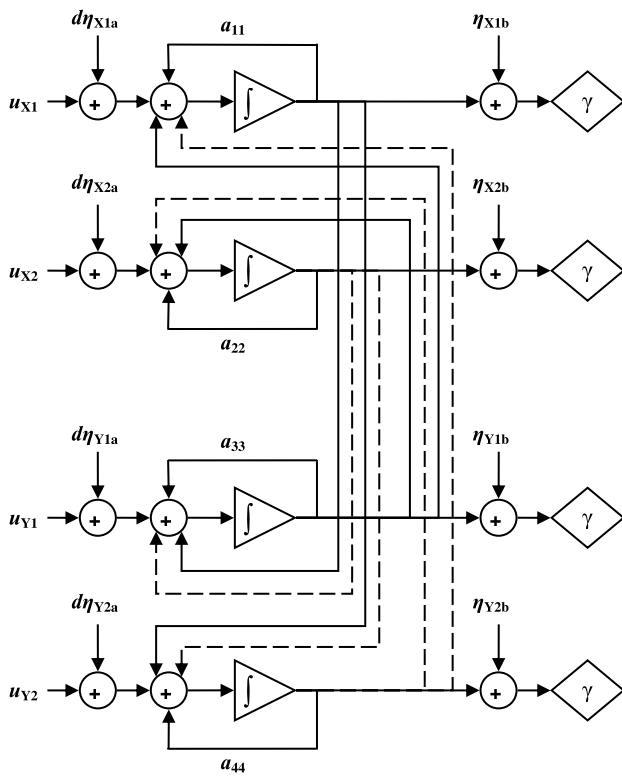 dηX1a a11 ηX1b
uX1 + + ∫ + γ
dηX2a ηX2b
uX2 + + ∫ + γ
a22
dηY1a a33 ηY1b
uY1 + + ∫ + γ
dηY2a ηY2b
uY2 + + ∫ + γ
a44